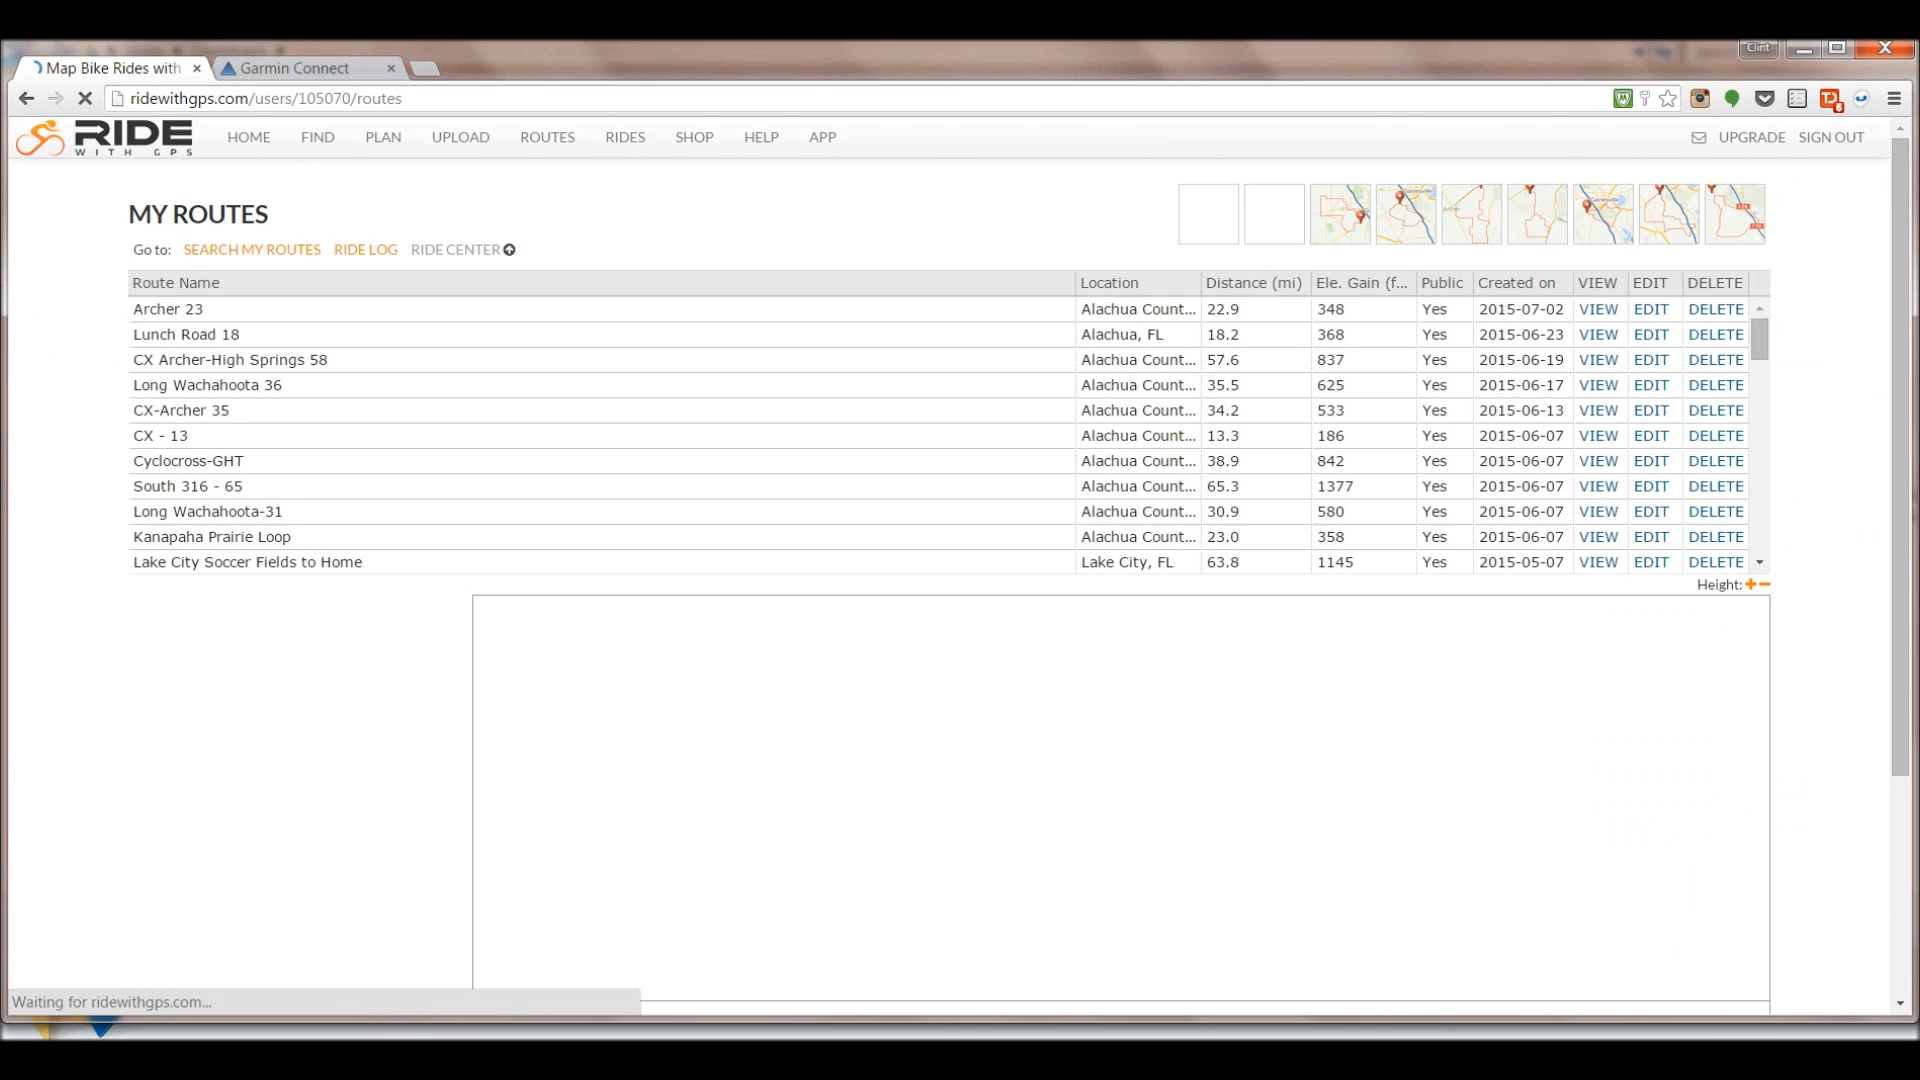 Clint
Map Bike Rides with
Garmin Connect
ridewithgps.com/users/105070/routes
RIDE
WITH GPS
HOME FIND PLAN UPLOAD ROUTES RIDES SHOP HELP APP UPGRADE SIGN OUT
MY ROUTES
Go to: SEARCH MY ROUTES RIDE LOG RIDE CENTER
Route Name Location Distance (mi) Ele. Gain (f... Public Created on VIEW EDIT DELETE
Archer 23 Alachua Count... 22.9 348 Yes 2015-07-02 VIEW EDIT DELETE
Lunch Road 18 Alachua, FL 18.2 368 Yes 2015-06-23 VIEW EDIT DELETE
CX Archer-High Springs 58 Alachua Count... 57.6 837 Yes 2015-06-19 VIEW EDIT DELETE
Long Wachahoota 36 Alachua Count... 35.5 625 Yes 2015-06-17 VIEW EDIT DELETE
CX-Archer 35 Alachua Count... 34.2 533 Yes 2015-06-13 VIEW EDIT DELETE
CX - 13 Alachua Count... 13.3 186 Yes 2015-06-07 VIEW EDIT DELETE
Cyclocross-GHT Alachua Count... 38.9 842 Yes 2015-06-07 VIEW EDIT DELETE
South 316 - 65 Alachua Count... 65.3 1377 Yes 2015-06-07 VIEW EDIT DELETE
Long Wachahoota-31 Alachua Count... 30.9 580 Yes 2015-06-07 VIEW EDIT DELETE
Kanapaha Prairie Loop Alachua Count... 23.0 358 Yes 2015-06-07 VIEW EDIT DELETE
Lake City Soccer Fields to Home Lake City, FL 63.8 1145 Yes 2015-05-07 VIEW EDIT DELETE
Height:
Waiting for ridewithgps.com...